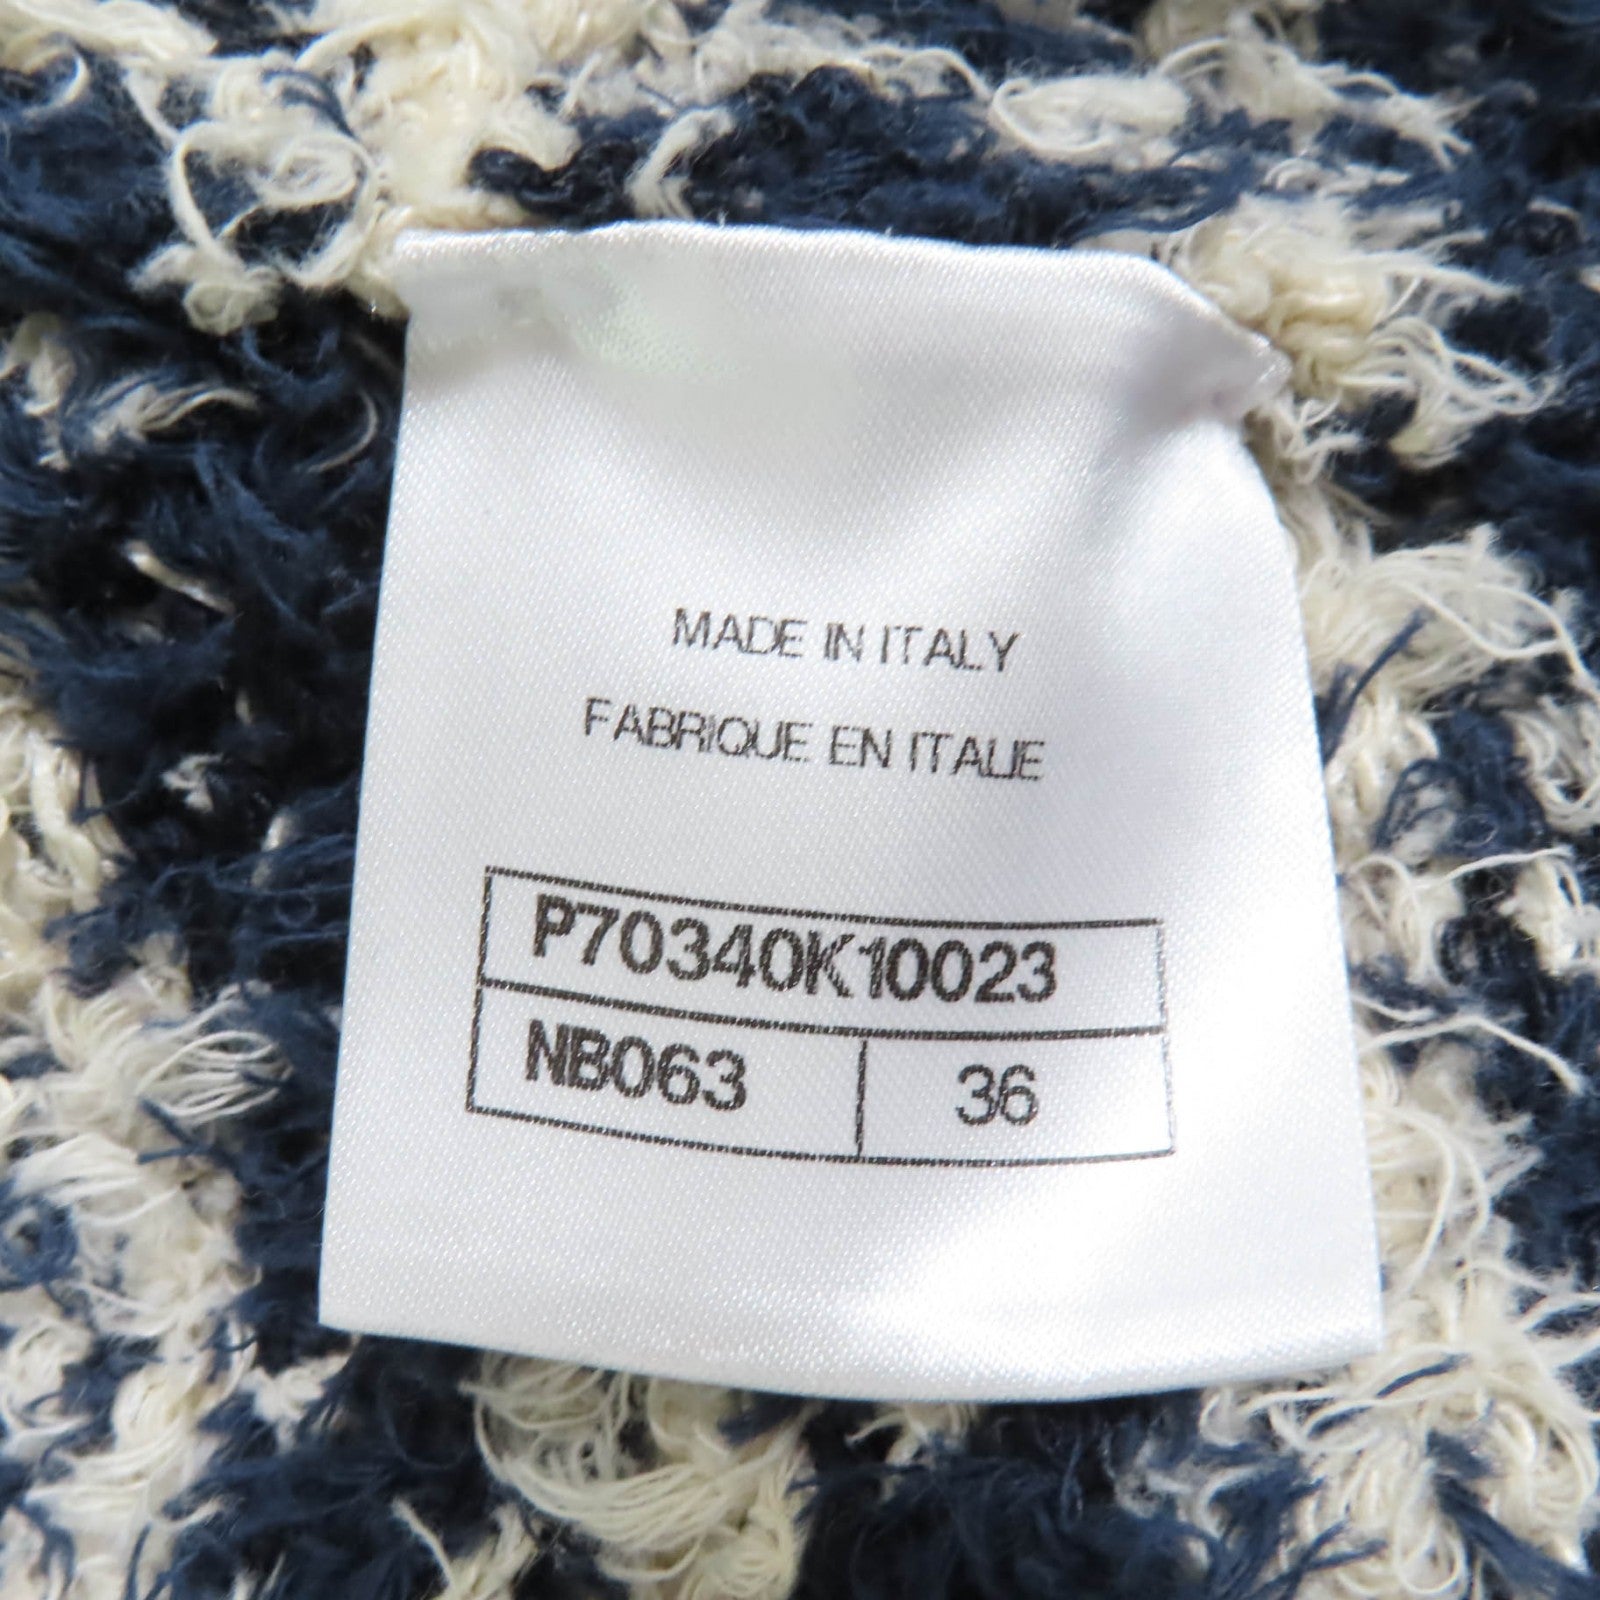 MADE IN ITALY
FABRIQUE EN ITALIE
P70340K10023
NB063 36